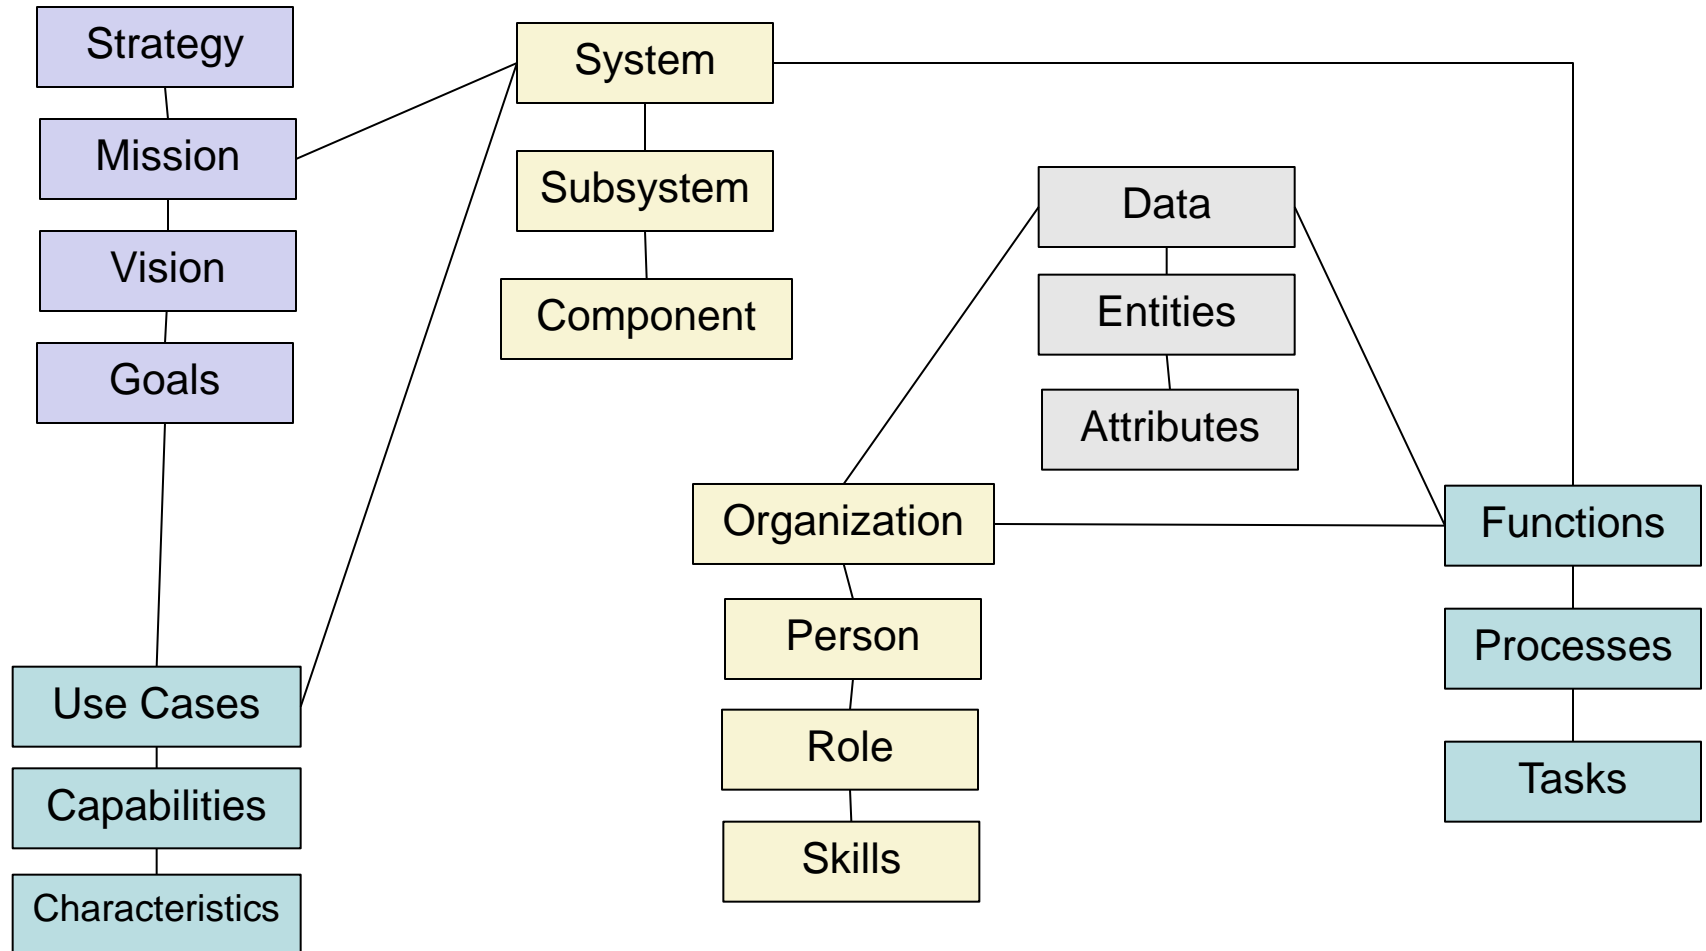 Strategy
Mission
Vision
Goals
Use Cases
Capabilities
Characteristics
System
Subsystem
Component
Organization
Person
Role
Skills
Data
Entities
Attributes
Functions
Processes
Tasks